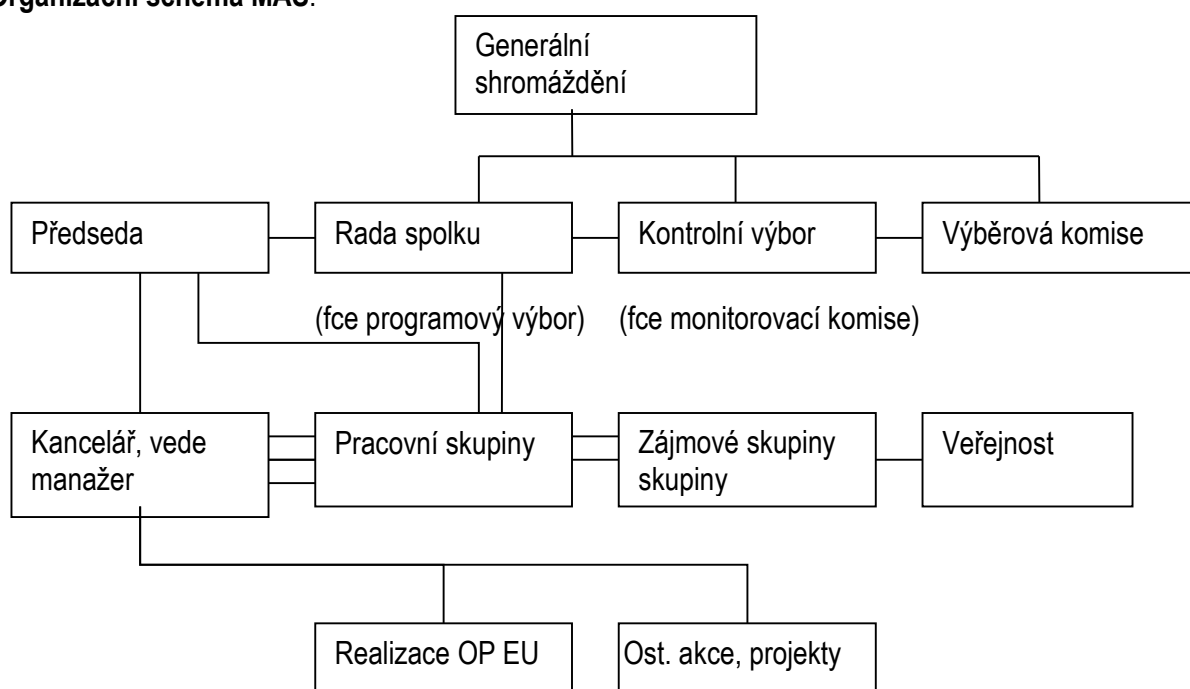 Organizační schéma MAS:
Generální
shromáždění
Předseda
Rada spolku
Kontrolní výbor
Výběrová komise
(fce programový výbor)
(fce monitorovací komise)
Kancelář, vede
manažer
Pracovní skupiny
Zájmové skupiny
skupiny
Veřejnost
Realizace OP EU
Ost. akce, projekty